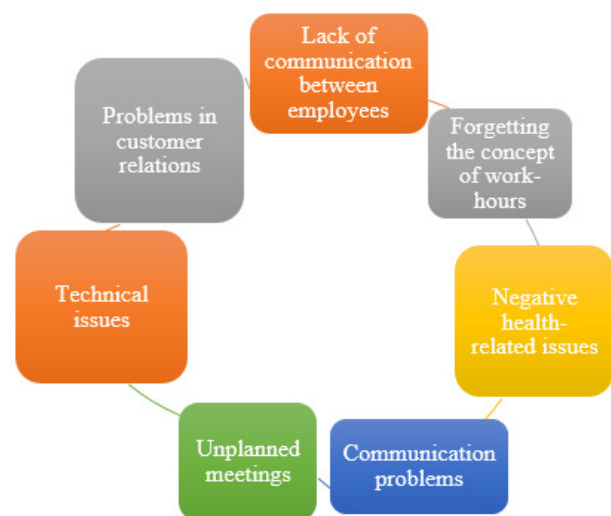 Lack of
communication
between
employees
Forgetting
the concept
of work-
hours
Negative
health-
related issues
Communication
problems
Unplanned
meetings
Technical
issues
Problems in
customer
relations